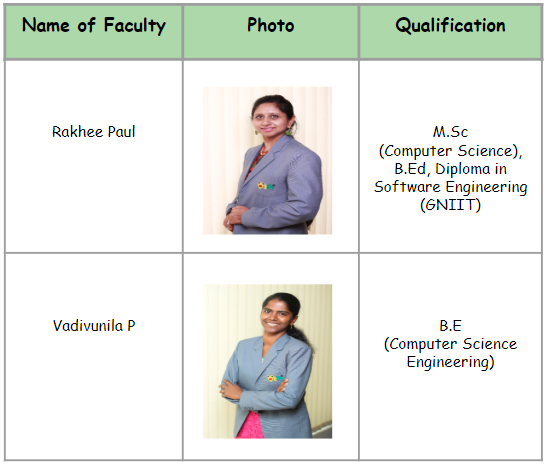 Name of Faculty Photo Qualification
Rakhee Paul
M.Sc
(Computer Science),
B.Ed, Diploma in
Software Engineering
(GNIIT)
Vadivunila P
B.E
(Computer Science
Engineering)